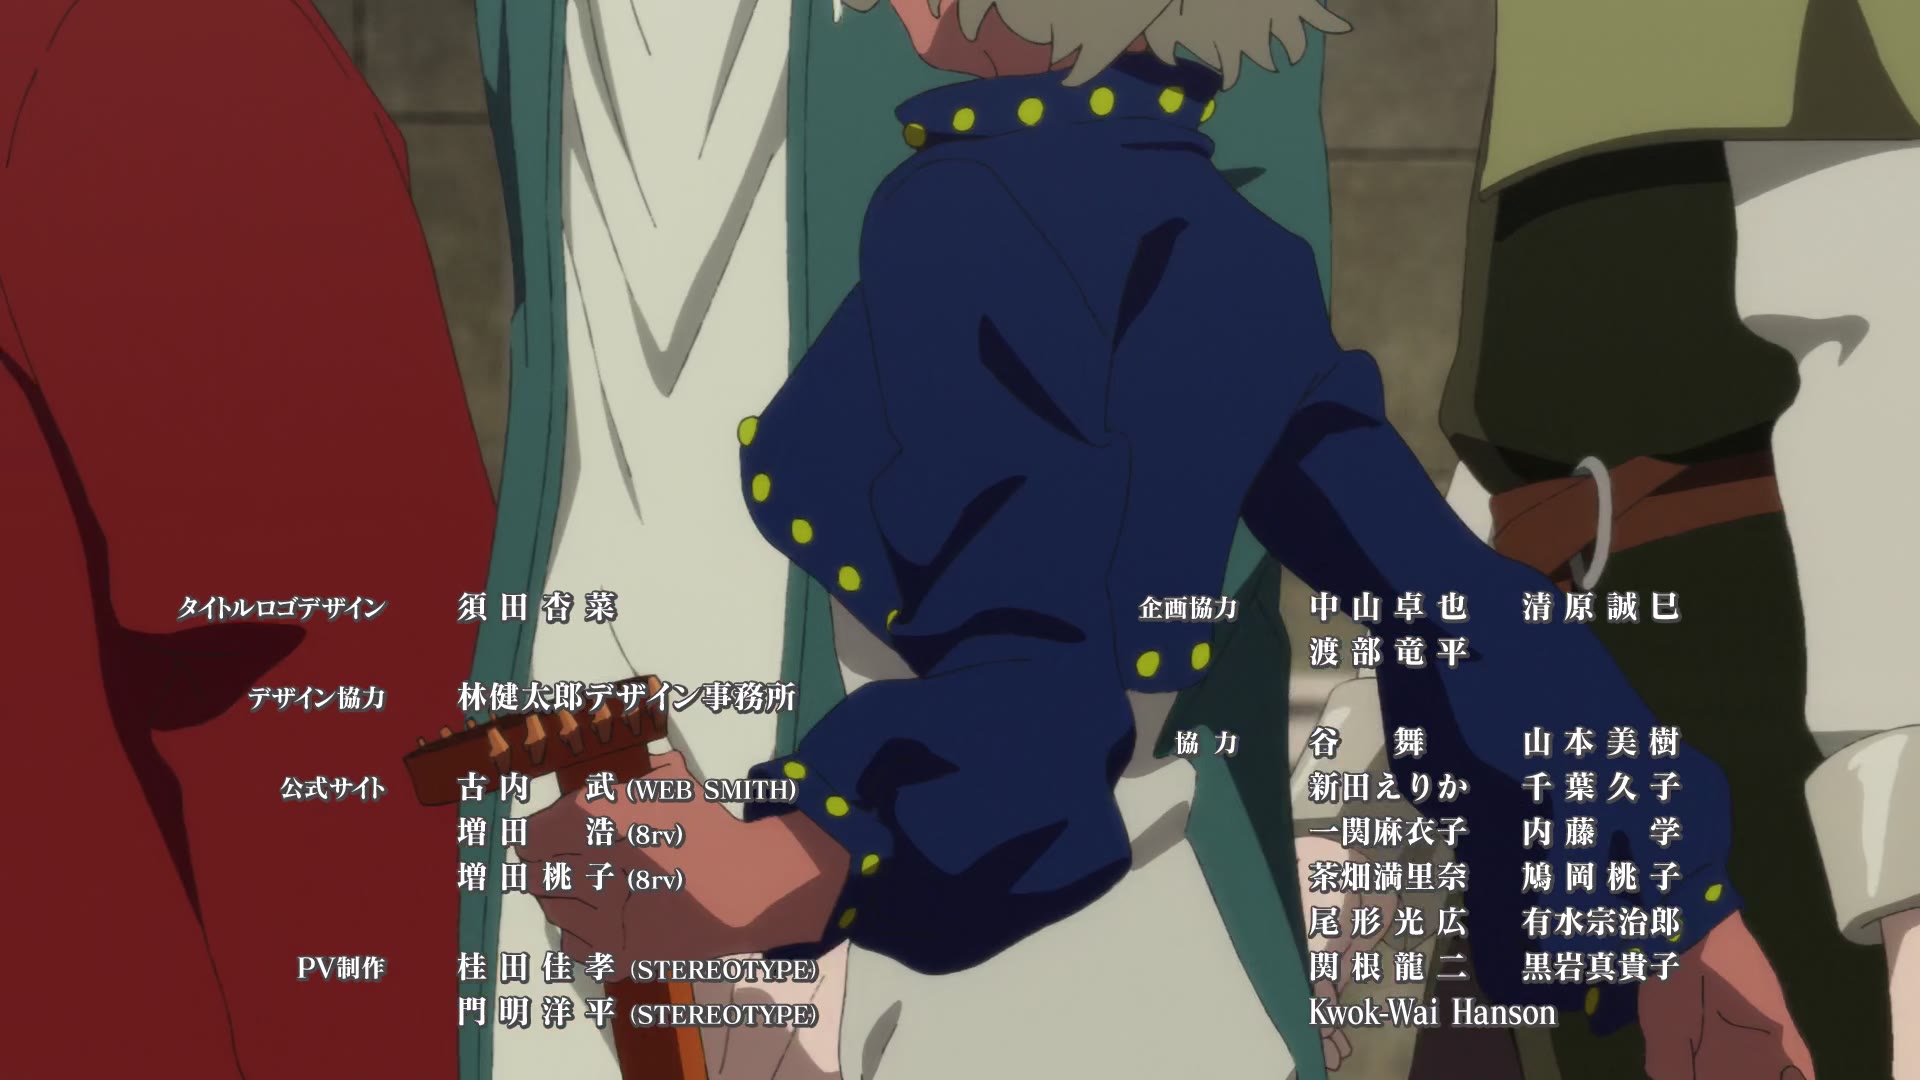 タイトルロゴデザイン 須田杏菜
デザイン協力 林健太郎デザイン事務所
公式サイト 古内 武 (WEB SMITH)
増田 浩 (8rv)
増田桃子 (8rv)
PV制作 桂田佳孝 (STEREOTYPE)
門明洋平 (STEREOTYPE)
企画協力 中山卓也 清原誠巳
渡部竜平
協力 谷 舞 山本美樹
新田えりか 千葉久子
一関麻衣子 内藤 学
茶畑満里奈 鳩岡桃子
尾形光広 有水宗治郎
関根龍二 黒岩真貴子
Kwok-Wai Hanson